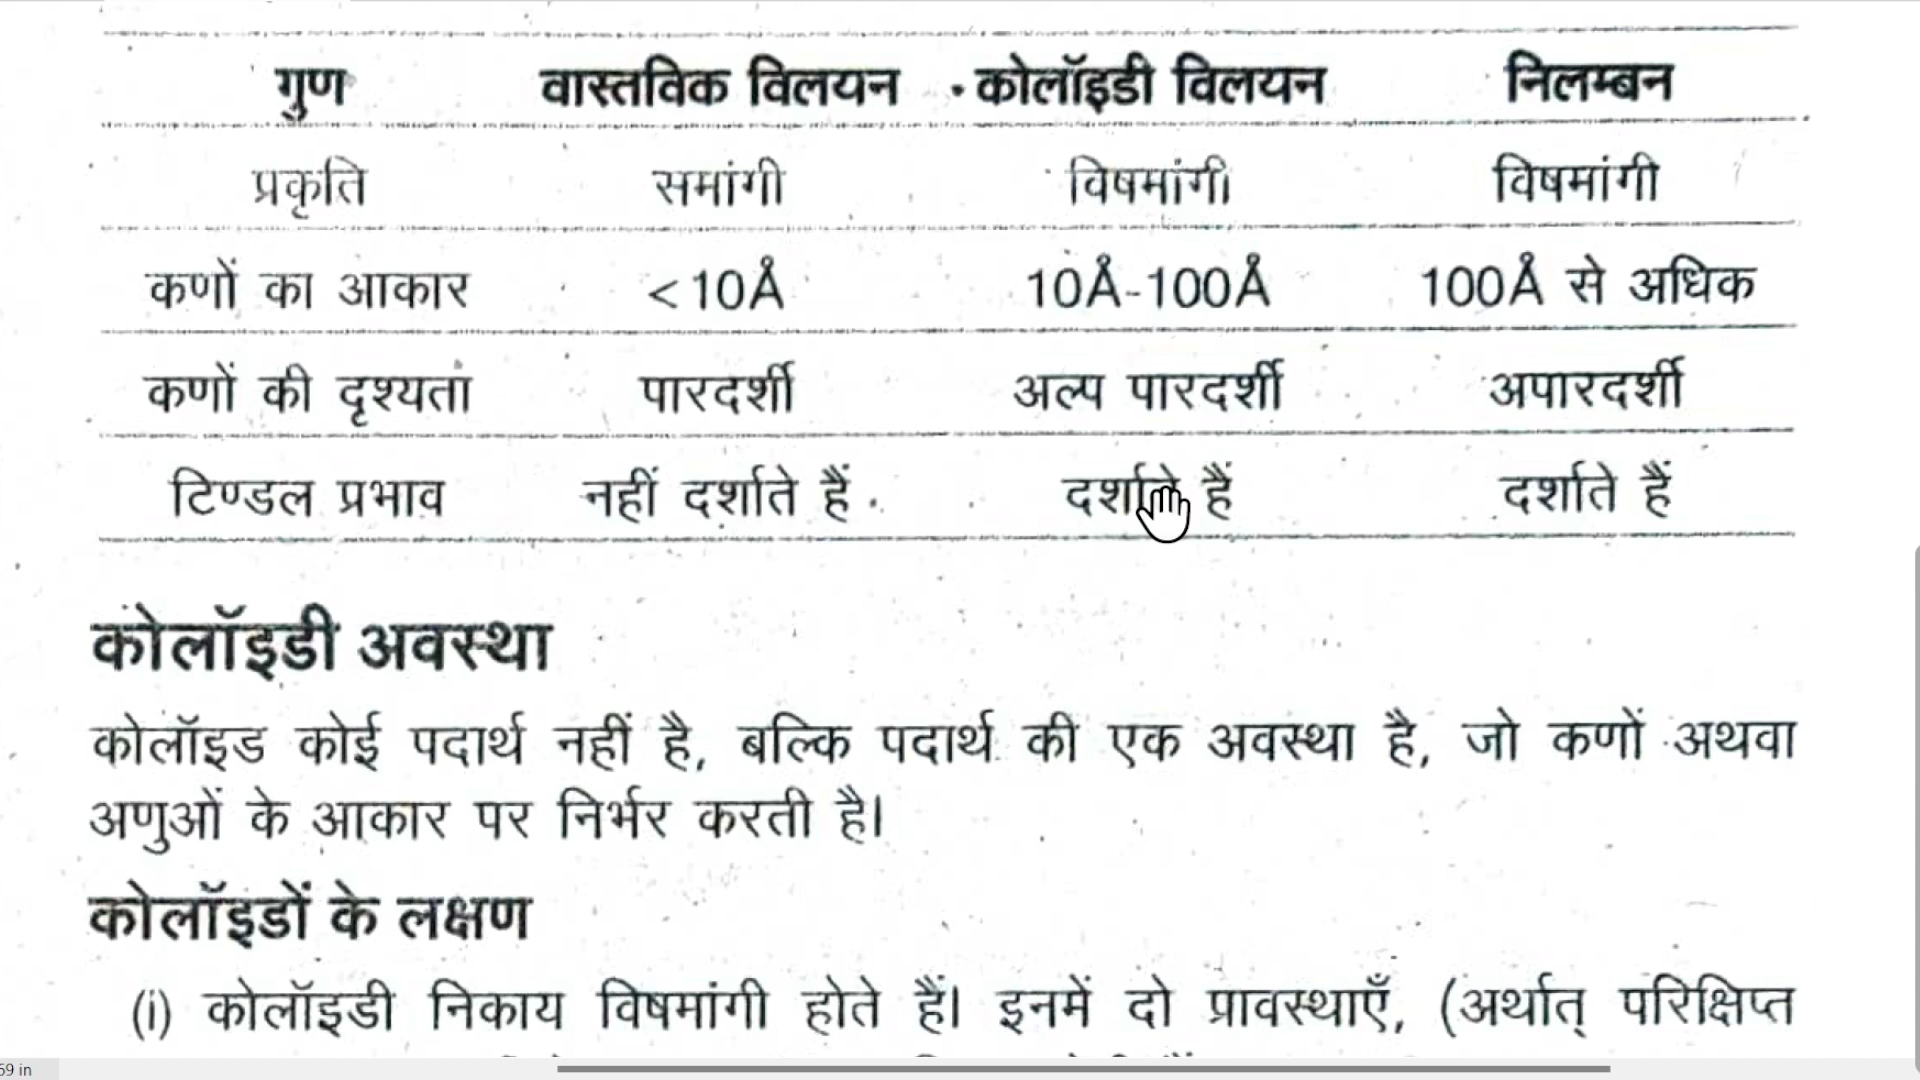 गुण वास्तविक विलयन कोलॉइडी विलयन निलम्बन
प्रकृति समांगी विषमांगी विषमांगी
कणों का आकार <10Å 10Å-100Å 100Å से अधिक
कणों की दृश्यता पारदर्शी अल्प पारदर्शी अपारदर्शी
टिण्डल प्रभाव नहीं दर्शाते हैं दर्शाते हैं दर्शाते हैं
कोलॉइडी अवस्था
कोलॉइड कोई पदार्थ नहीं है, बल्कि पदार्थ की एक अवस्था है, जो कणों अथवा
अणुओं के आकार पर निर्भर करती है।
कोलॉइडों के लक्षण
(i) कोलॉइडी निकाय विषमांगी होते हैं। इनमें दो प्रावस्थाएँ, (अर्थात् परिक्षिप्त
59 in